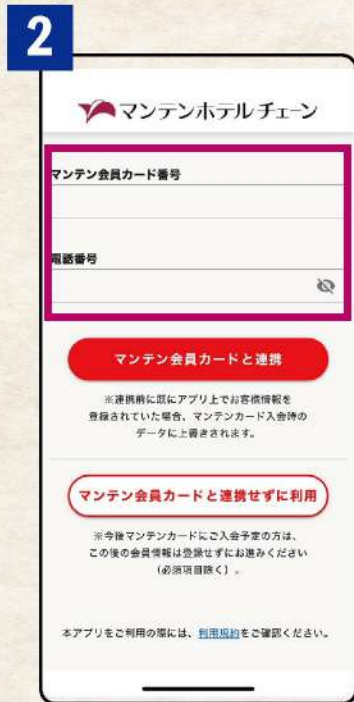 2
マンテンホテルチェーン
マンテン会員カード番号
電話番号
マンテン会員カードと連携
※連携前に既にアプリ上でお客様情報を
登録されていた場合、マンテンカード入会時の
データに上書きされます。
マンテン会員カードと連携せずに利用
※今後マンテンカードにご入会予定の方は、
この後の会員情報は登録せずにお進みください
（必須項目除く）。
本アプリをご利用の際には、利用規約をご確認ください。